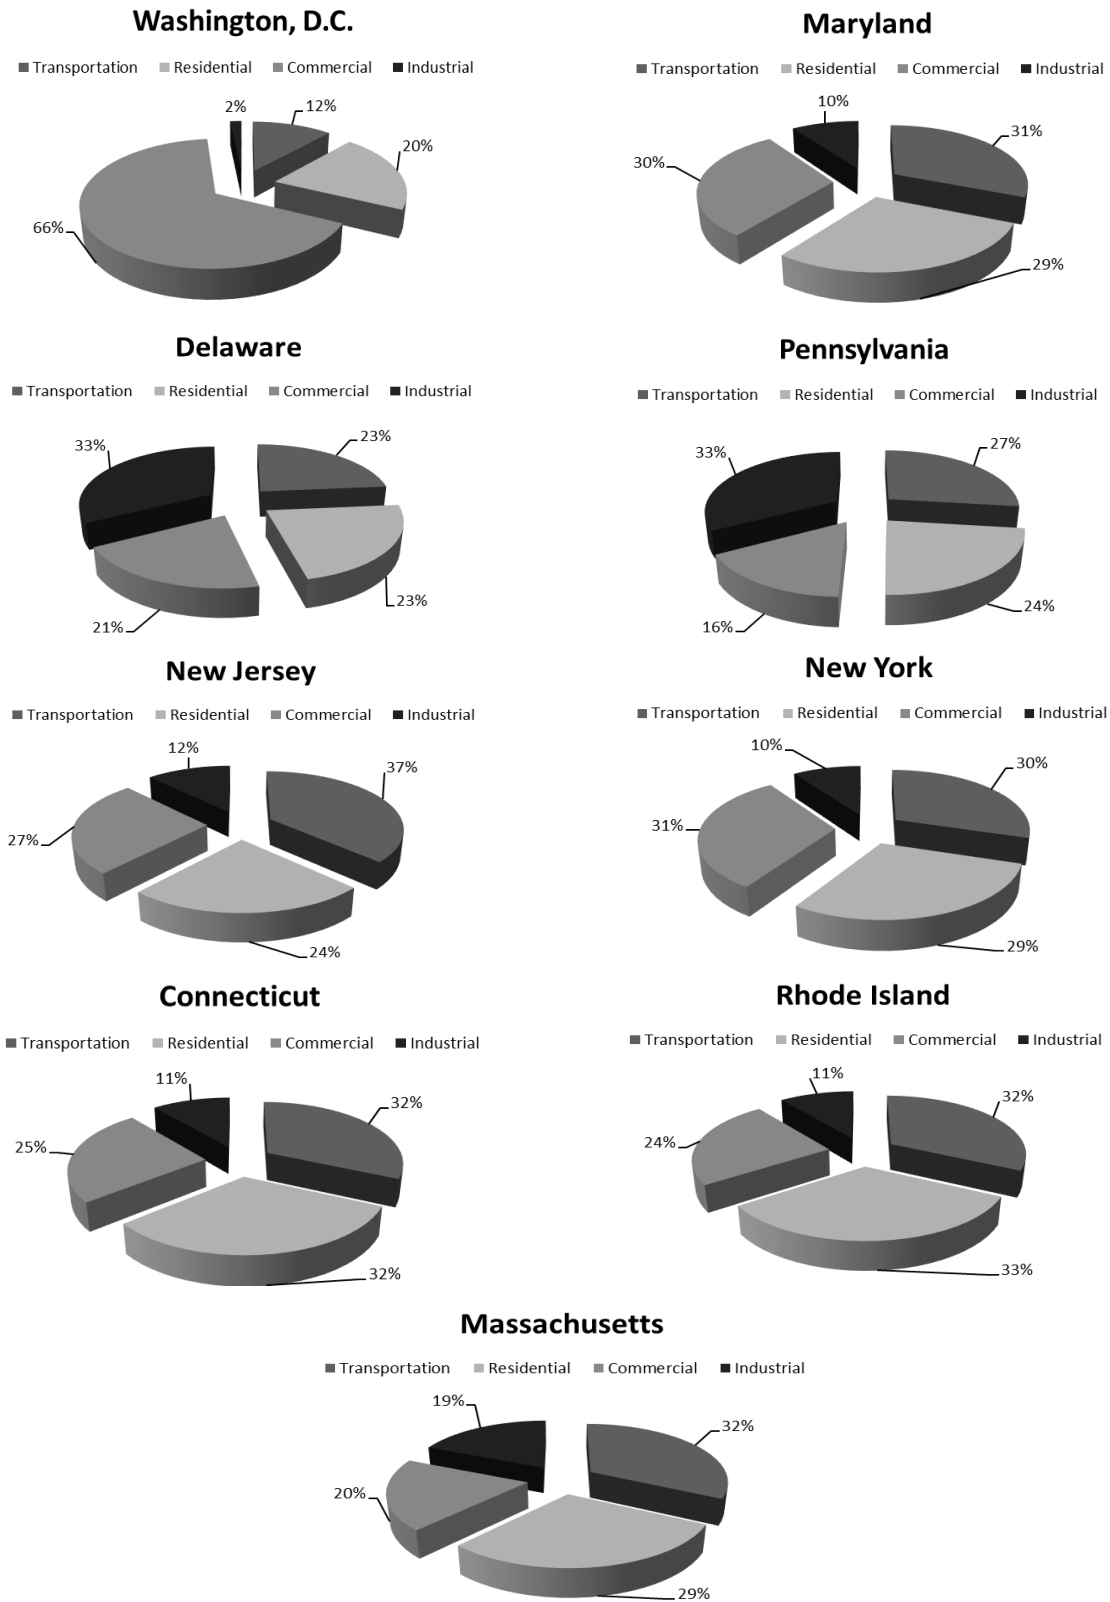 Washington, D.C.
Transportation Residential Commercial Industrial
2% 12%
20%
66%
Maryland
Transportation Residential Commercial Industrial
10%
31%
30%
29%
Delaware
Transportation Residential Commercial Industrial
33% 23%
23%
21%
Pennsylvania
Transportation Residential Commercial Industrial
33% 27%
24%
16%
New Jersey
Transportation Residential Commercial Industrial
12%
37%
27%
24%
New York
Transportation Residential Commercial Industrial
10%
30%
31%
29%
Connecticut
Transportation Residential Commercial Industrial
11%
32%
25%
32%
Rhode Island
Transportation Residential Commercial Industrial
11%
32%
24%
33%
Massachusetts
Transportation Residential Commercial Industrial
19%
32%
20%
29%